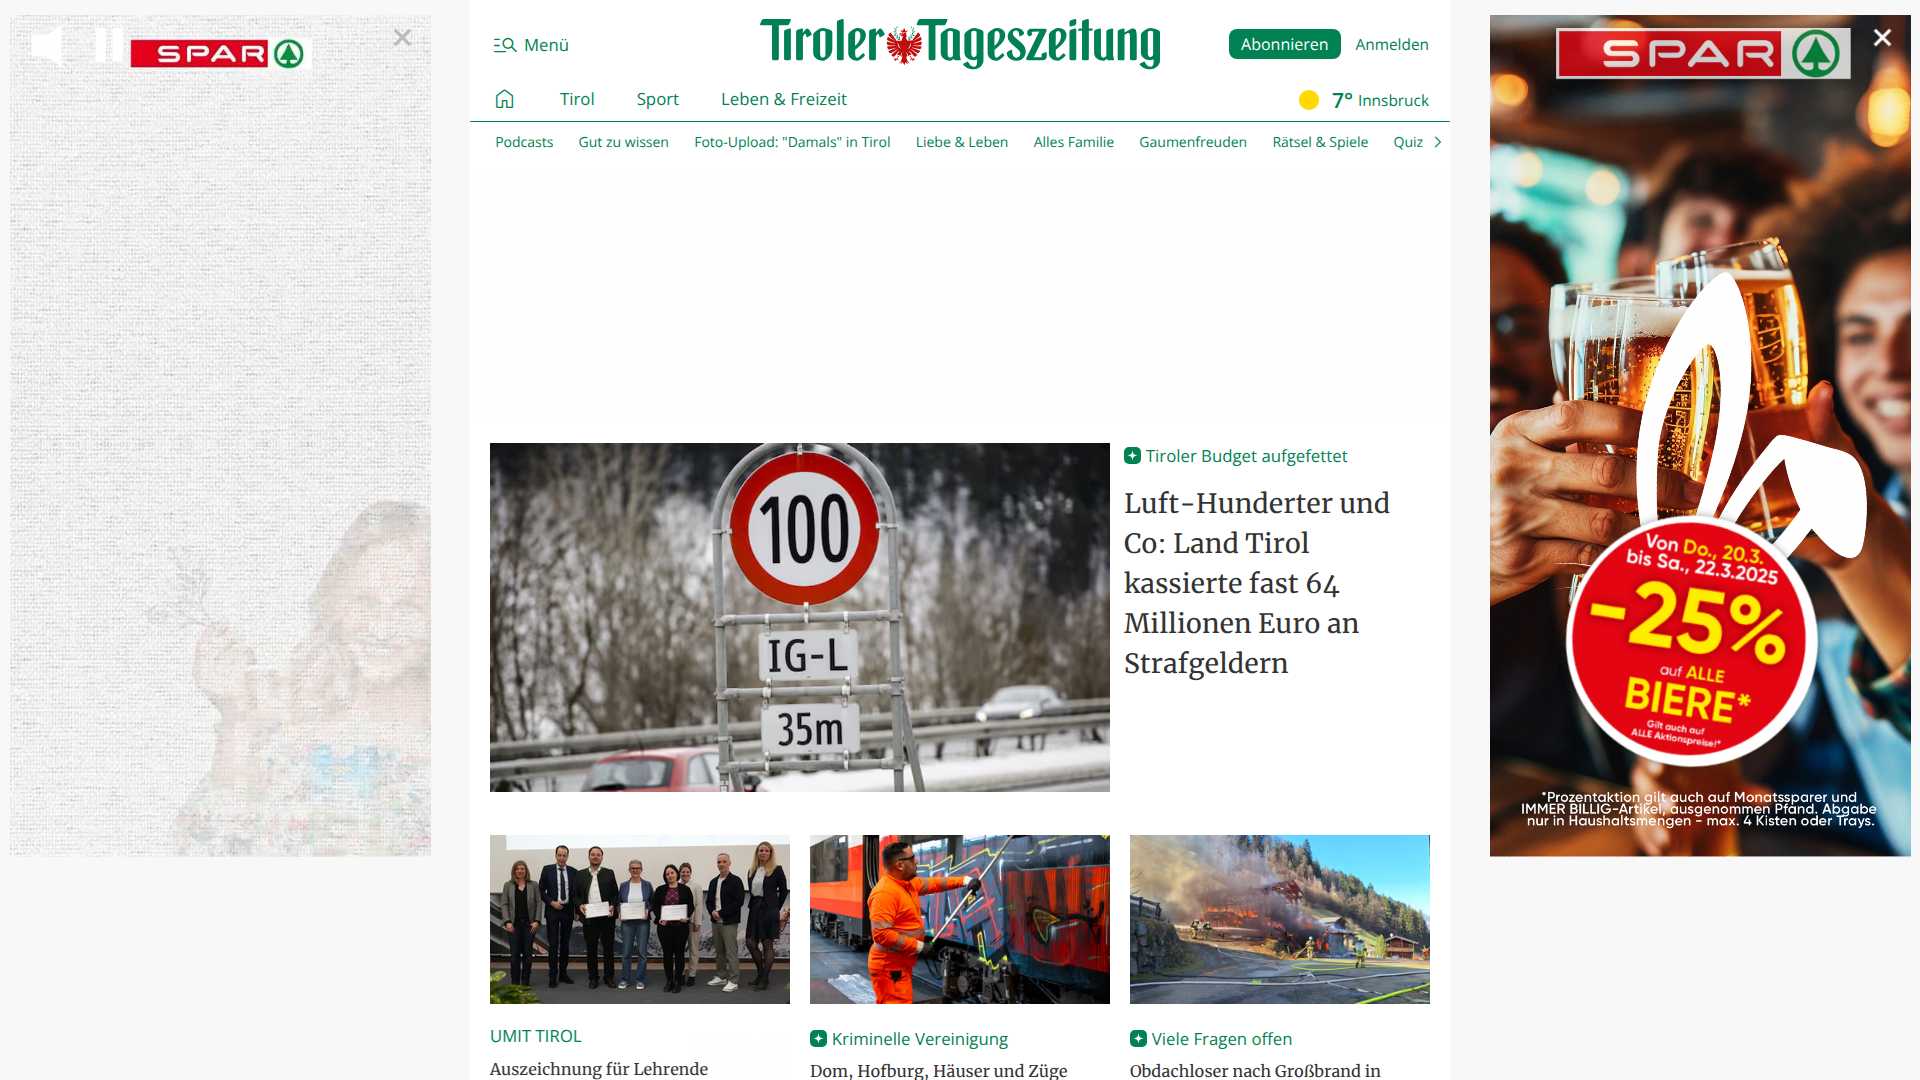 SPAR
Menü
Tiroler Tageszeitung
Abonnieren
Anmelden
Tirol
Sport
Leben & Freizeit
7° Innsbruck
Podcasts
Gut zu wissen
Foto-Upload: "Damals" in Tirol
Liebe & Leben
Alles Familie
Gaumenfreuden
Rätsel & Spiele
Quiz
100
IG-L
35m
Tiroler Budget aufgefettet
Luft-Hunderter und
Co: Land Tirol
kassierte fast 64
Millionen Euro an
Strafgeldern
UMIT TIROL
Auszeichnung für Lehrende
Kriminelle Vereinigung
Dom, Hofburg, Häuser und Züge
Viele Fragen offen
Obdachloser nach Großbrand in
SPAR
Von Do., 20.3.
bis Sa., 22.3.2025
-25%
auf ALLE
BIERE*
Gilt auch auf
ALLE Aktionspreise!*
*Prozentaktion gilt auch auf Monatssparer und
IMMER BILLIG-Artikel, ausgenommen Pfand. Abgabe
nur in Haushaltsmengen - max. 4 Kisten oder Trays.